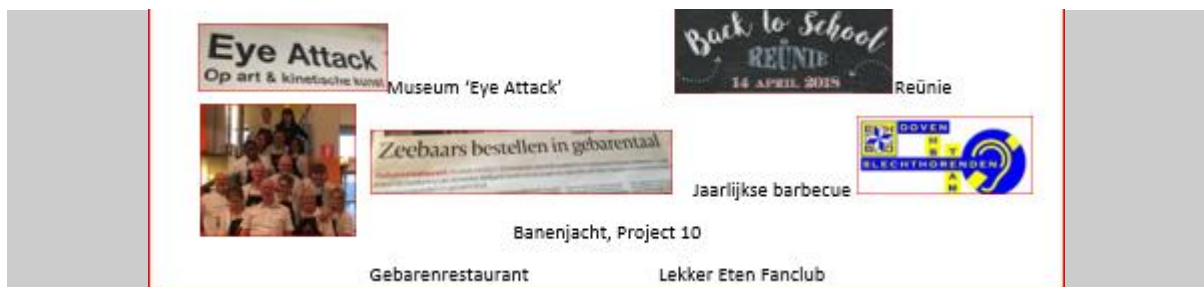 Eye Attack
Op art & kinetische kunst
Museum ‘Eye Attack’
Back to School
REÜNIE
14 APRIL 2018
Reünie
Zeebaars bestellen in gebarentaal
DOVEN
SLECHTHORENDEN
Jaarlijkse barbecue
Banenjacht, Project 10
Gebarenrestaurant
Lekker Eten Fanclub